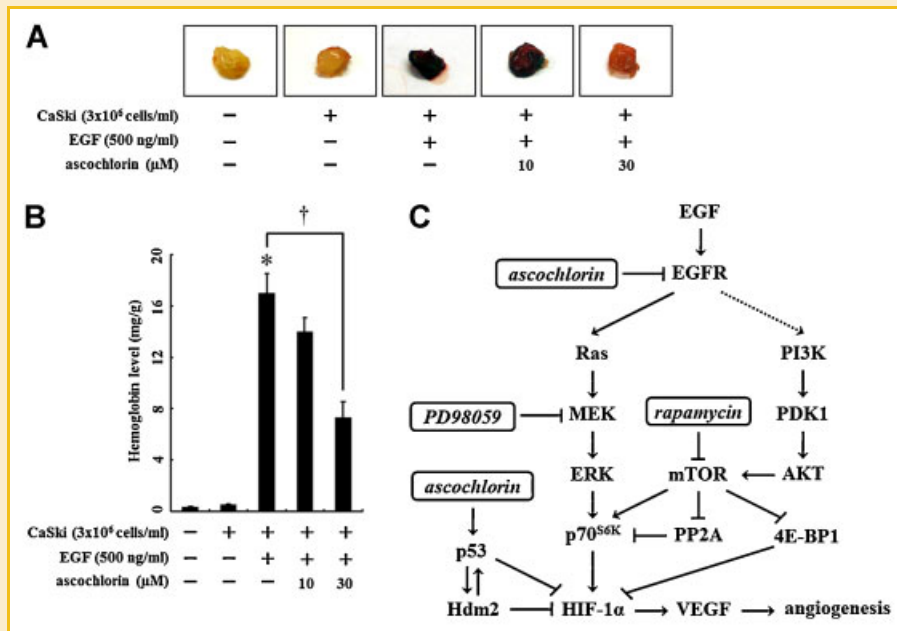 A
CaSki (3x10⁶ cells/ml) − + + + +
EGF (500 ng/ml) − − + + +
ascochlorin (μM) − − − 10 30
B
†
*
Hemoglobin level (mg/g)
20
16
12
8
4
0
CaSki (3x10⁶ cells/ml) − + + + +
EGF (500 ng/ml) − − + + +
ascochlorin (μM) − − − 10 30
C
EGF
ascochlorin EGFR
Ras PI3K
PD98059 MEK rapamycin PDK1
ERK mTOR AKT
ascochlorin
p70S6K PP2A 4E-BP1
p53
Hdm2 HIF-1α VEGF angiogenesis